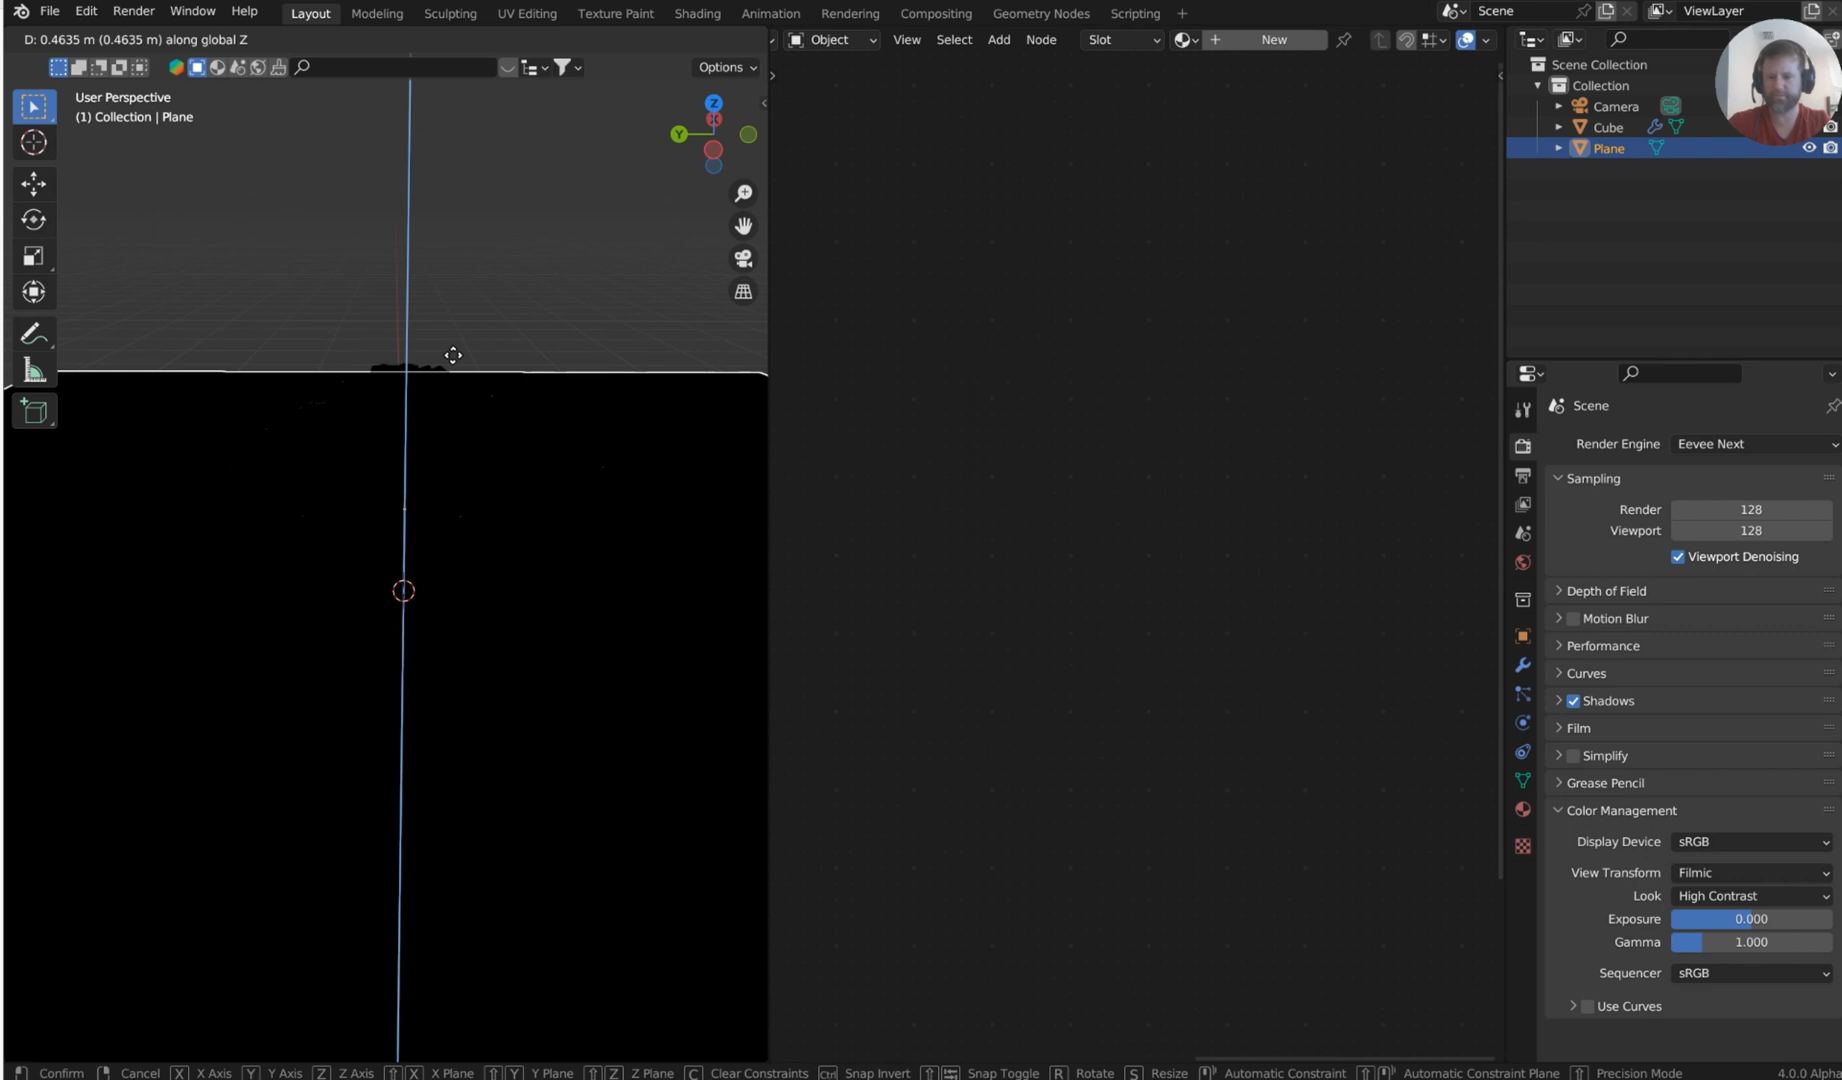 File Edit Render Window Help Layout Modeling Sculpting UV Editing Texture Paint Shading Animation Rendering Compositing Geometry Nodes Scripting + Scene ViewLayer
D: 0.4635 m (0.4635 m) along global Z
Object View Select Add Node Slot + New
Options
User Perspective
(1) Collection | Plane
Z
X
Y
Scene Collection
Collection
Camera
Cube
Plane
Scene
Render Engine Eevee Next
Sampling
Render 128
Viewport 128
Viewport Denoising
Depth of Field
Motion Blur
Performance
Curves
Shadows
Film
Simplify
Grease Pencil
Color Management
Display Device sRGB
View Transform Filmic
Look High Contrast
Exposure 0.000
Gamma 1.000
Sequencer sRGB
Use Curves
Confirm Cancel X X Axis Y Y Axis Z Z Axis X X Plane Y Y Plane Z Z Plane C Clear Constraints Ctrl Snap Invert Snap Toggle R Rotate S Resize Automatic Constraint Automatic Constraint Plane Precision Mode 4.0.0 Alpha